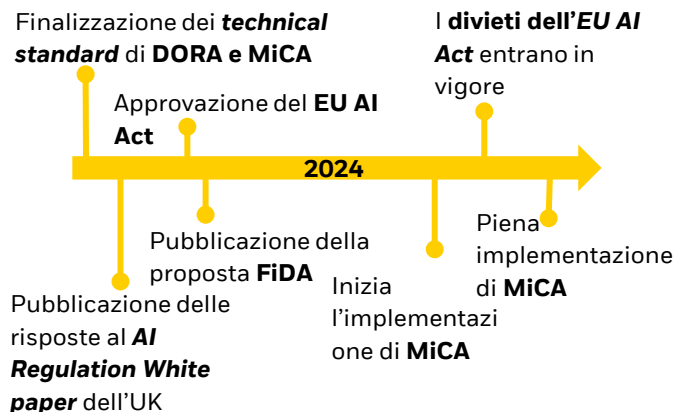 Finalizzazione dei technical
standard di DORA e MiCA
I divieti dell'EU AI
Act entrano in
vigore
Approvazione del EU AI
Act
2024
Pubblicazione della
proposta FiDA
Pubblicazione delle
risposte al AI
Regulation White
paper dell'UK
Inizia
l'implementazi
one di MiCA
Piena
implementazione
di MiCA